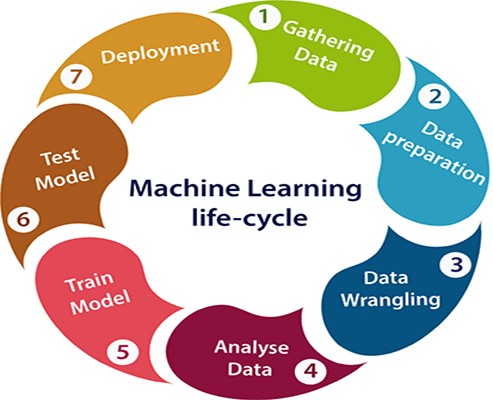 Machine Learning
life-cycle
1
Gathering
Data
2
Data
preparation
3
Data
Wrangling
4
Analyse
Data
5
Train
Model
6
Test
Model
7
Deployment